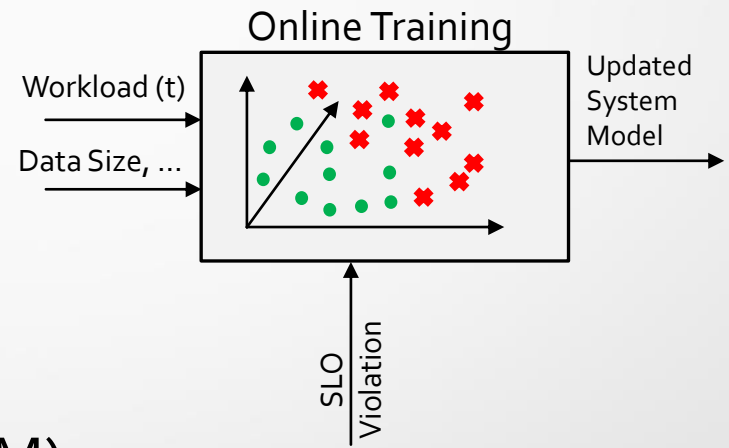 Online Training
Workload (t)
Data Size, ...
Updated
System
Model
SLO
Violation
M)